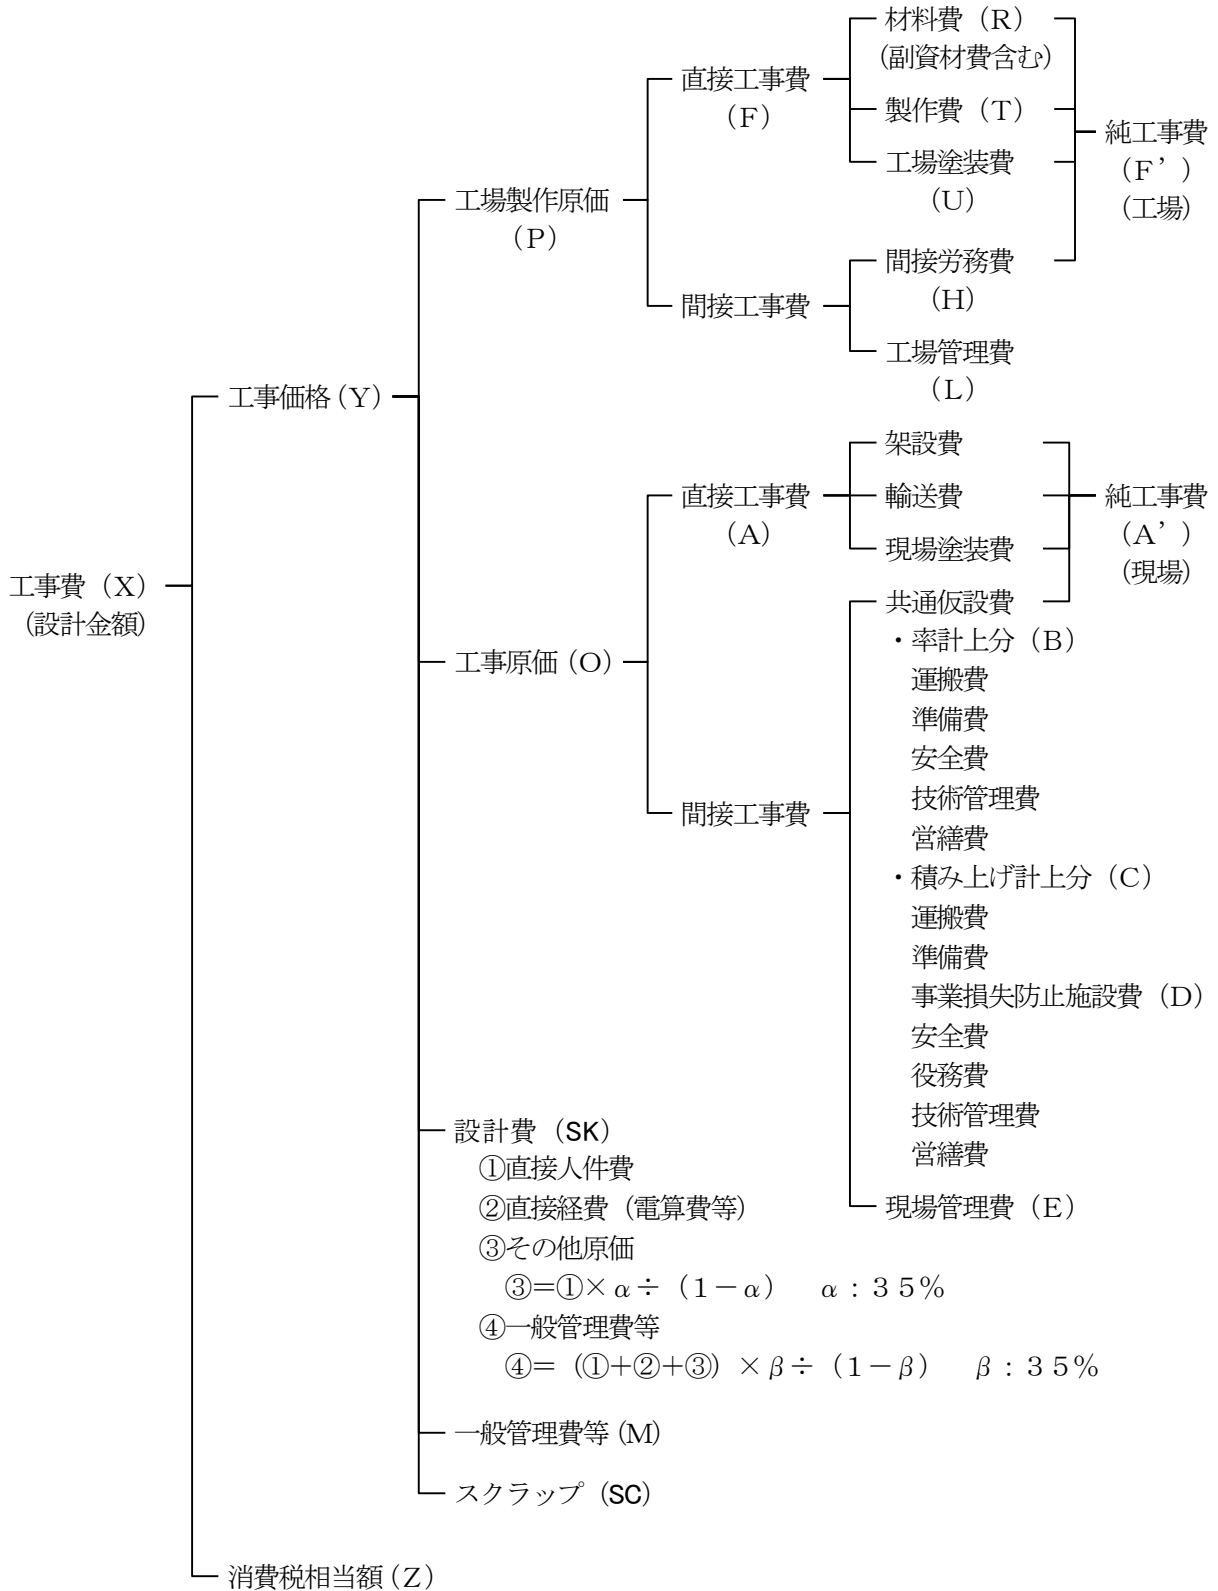 材料費（R）
（副資材費含む）
直接工事費
（F）
製作費（T）
純工事費
（F’）
（工場）
工場塗装費
（U）
工場製作原価
（P）
間接労務費
（H）
間接工事費
工場管理費
（L）
工事価格（Y）
架設費
直接工事費
（A）
輸送費
純工事費
（A’）
（現場）
現場塗装費
工事費（X）
（設計金額）
共通仮設費
・率計上分（B）
運搬費
準備費
安全費
技術管理費
営繕費
工事原価（O）
間接工事費
・積み上げ計上分（C）
運搬費
準備費
事業損失防止施設費（D）
安全費
役務費
技術管理費
営繕費
現場管理費（E）
設計費（SK）
①直接人件費
②直接経費（電算費等）
③その他原価
③＝①×α÷（１－α）　α：３５％
④一般管理費等
④＝（①＋②＋③）×β÷（１－β）　β：３５％
一般管理費等（M）
スクラップ（SC）
消費税相当額（Z）